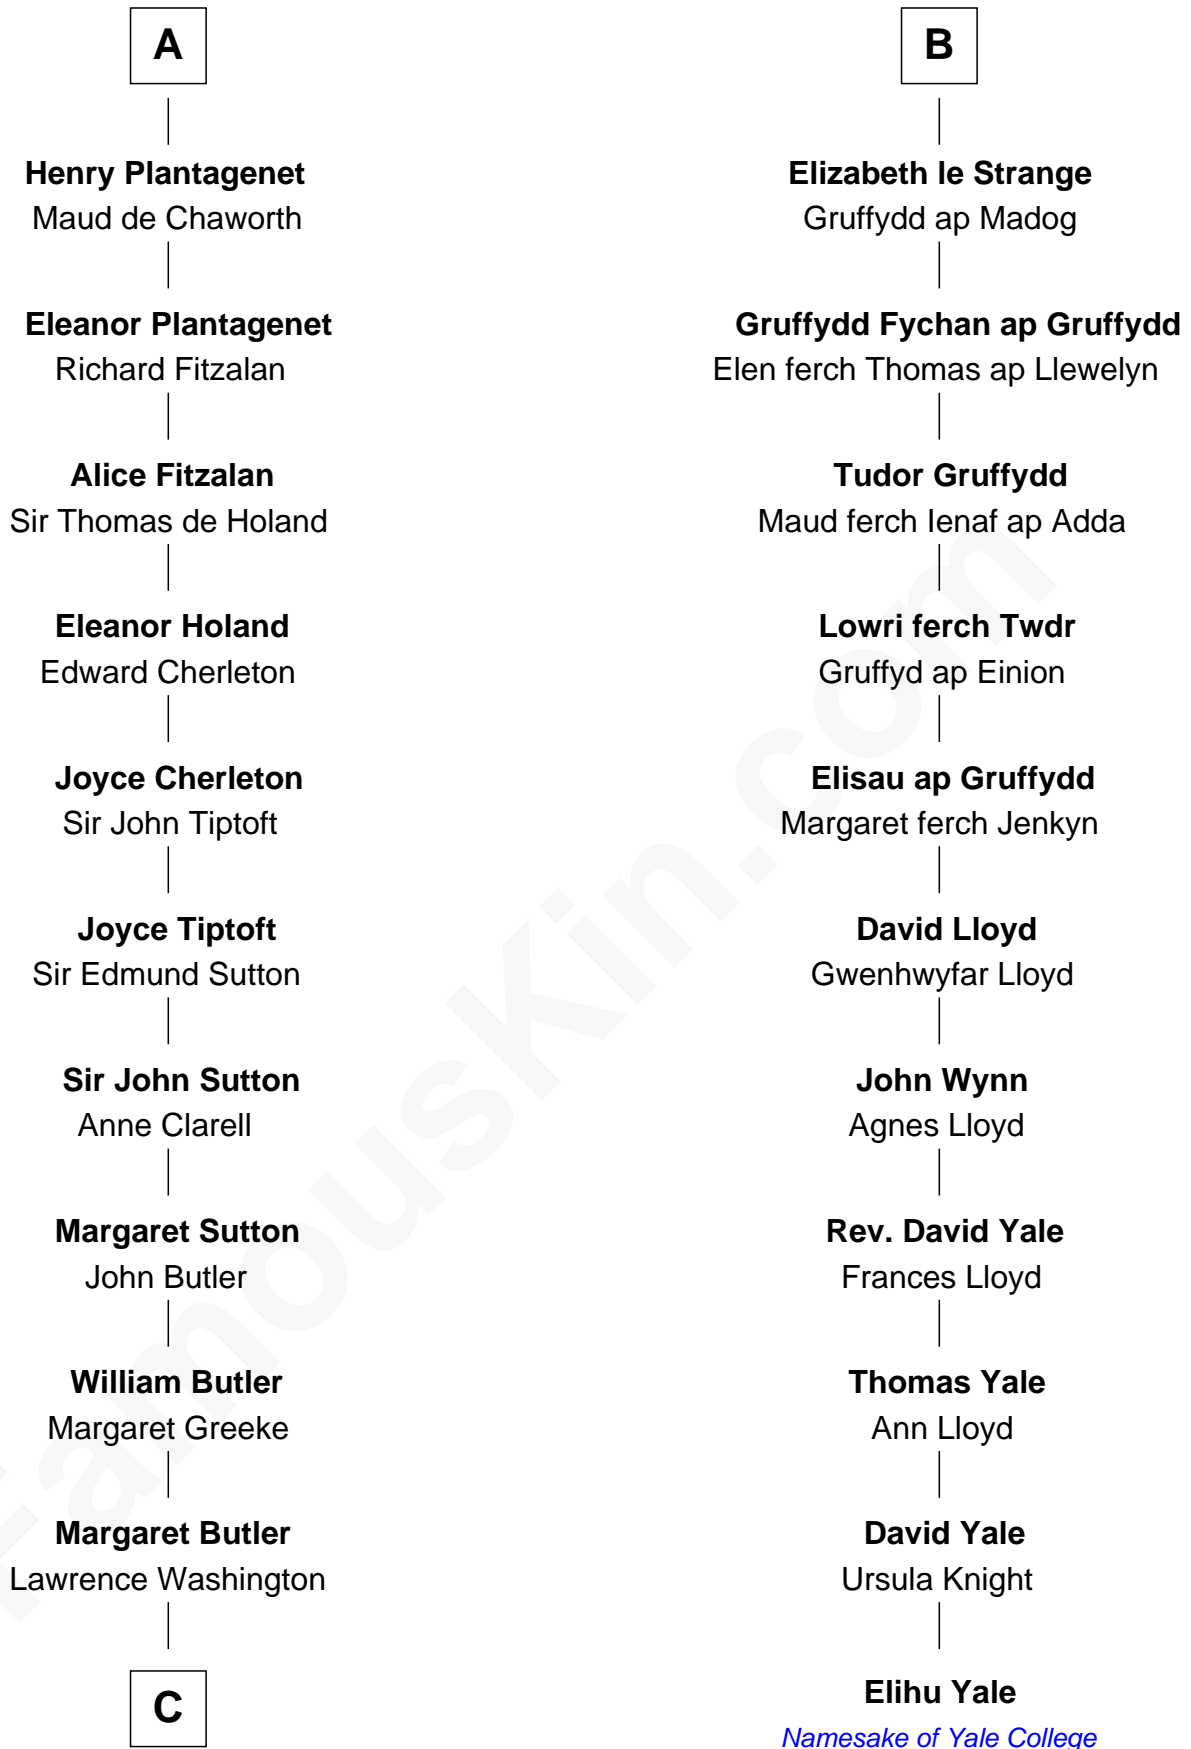 A
Henry Plantagenet
Maud de Chaworth
Eleanor Plantagenet
Richard Fitzalan
Alice Fitzalan
Sir Thomas de Holand
Eleanor Holand
Edward Cherleton
Joyce Cherleton
Sir John Tiptoft
Joyce Tiptoft
Sir Edmund Sutton
Sir John Sutton
Anne Clarell
Margaret Sutton
John Butler
William Butler
Margaret Greeke
Margaret Butler
Lawrence Washington
C
B
Elizabeth le Strange
Gruffydd ap Madog
Gruffydd Fychan ap Gruffydd
Elen ferch Thomas ap Llewelyn
Tudor Gruffydd
Maud ferch Ienaf ap Adda
Lowri ferch Twdr
Gruffyd ap Einion
Elisau ap Gruffydd
Margaret ferch Jenkyn
David Lloyd
Gwenhwyfar Lloyd
John Wynn
Agnes Lloyd
Rev. David Yale
Frances Lloyd
Thomas Yale
Ann Lloyd
David Yale
Ursula Knight
Elihu Yale
Namesake of Yale College
FamousKin.com